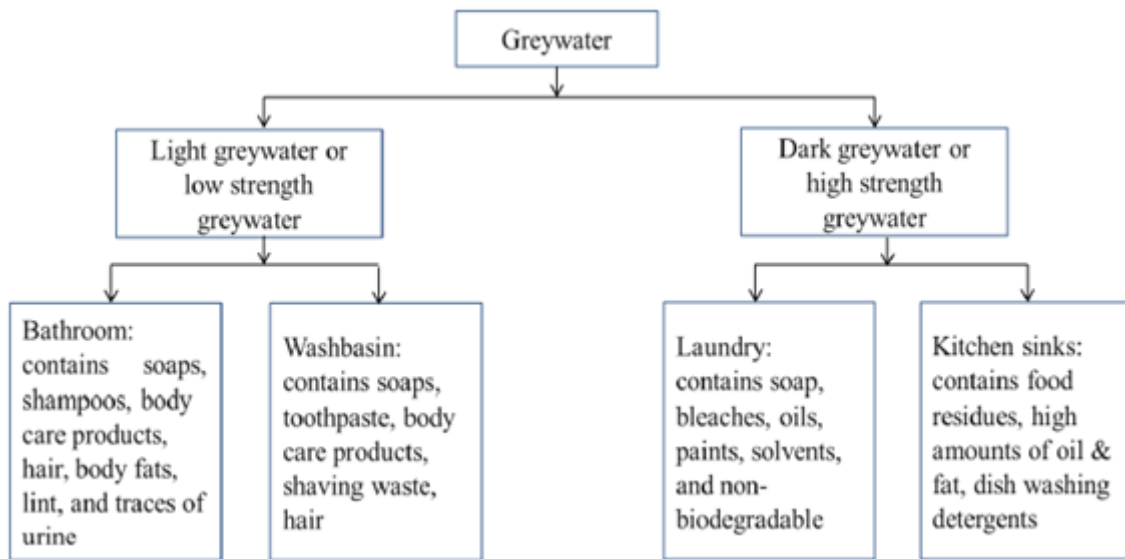 Greywater
Light greywater or
low strength
greywater
Dark greywater or
high strength
greywater
Bathroom:
contains soaps,
shampoos, body
care products,
hair, body fats,
lint, and traces of
urine
Washbasin:
contains soaps,
toothpaste, body
care products,
shaving waste,
hair
Laundry:
contains soap,
bleaches, oils,
paints, solvents,
and non-
biodegradable
Kitchen sinks:
contains food
residues, high
amounts of oil &
fat, dish washing
detergents